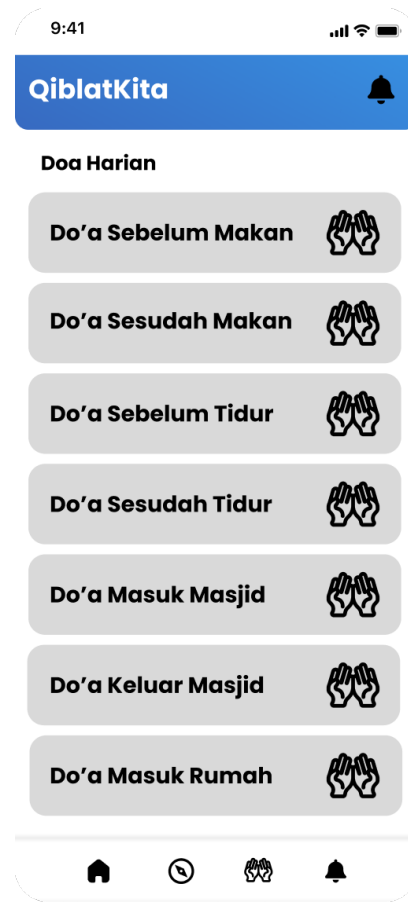 9:41
QiblatKita
Doa Harian
Do’a Sebelum Makan
Do’a Sesudah Makan
Do’a Sebelum Tidur
Do’a Sesudah Tidur
Do’a Masuk Masjid
Do’a Keluar Masjid
Do’a Masuk Rumah